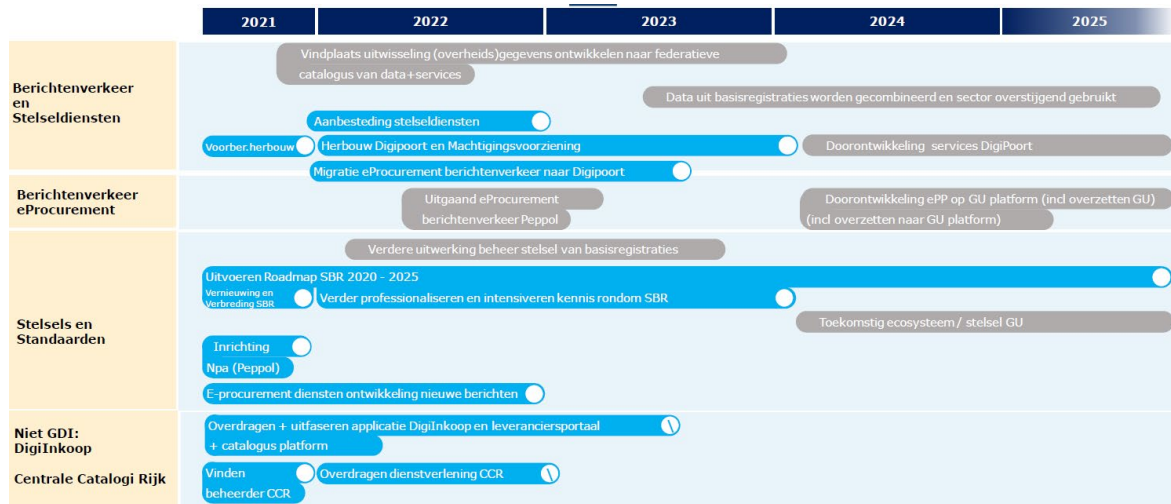 2021 2022 2023 2024 2025
Berichtenverkeer
en
Stelseldiensten
Vindplaats uitwisseling (overheids)gegevens ontwikkelen naar federatieve
catalogus van data+services
Data uit basisregistraties worden gecombineerd en sector overstijgend gebruikt
Aanbesteding stelseldiensten
Voorber.herbouw
Herbouw Digipoort en Machtigingsvoorziening
Doorontwikkeling services DigiPoort
Migratie eProcurement berichtenverkeer naar Digipoort
Berichtenverkeer
eProcurement
Uitgaand eProcurement
berichtenverkeer Peppol
Doorontwikkeling ePP op GU platform (incl overzetten GU)
(incl overzetten naar GU platform)
Stelsels en
Standaarden
Verdere uitwerking beheer stelsel van basisregistraties
Uitvoeren Roadmap SBR 2020 - 2025
Vernieuwing en
Verbreding SBR
Verder professionaliseren en intensiveren kennis rondom SBR
Toekomstig ecosysteem / stelsel GU
Inrichting
Npa (Peppol)
E-procurement diensten ontwikkeling nieuwe berichten
Niet GDI:
DigiInkoop
Overdragen + uitfaseren applicatie DigiInkoop en leveranciersportaal
+ catalogus platform
Centrale Catalogi Rijk
Vinden
beheerder CCR
Overdragen dienstverlening CCR